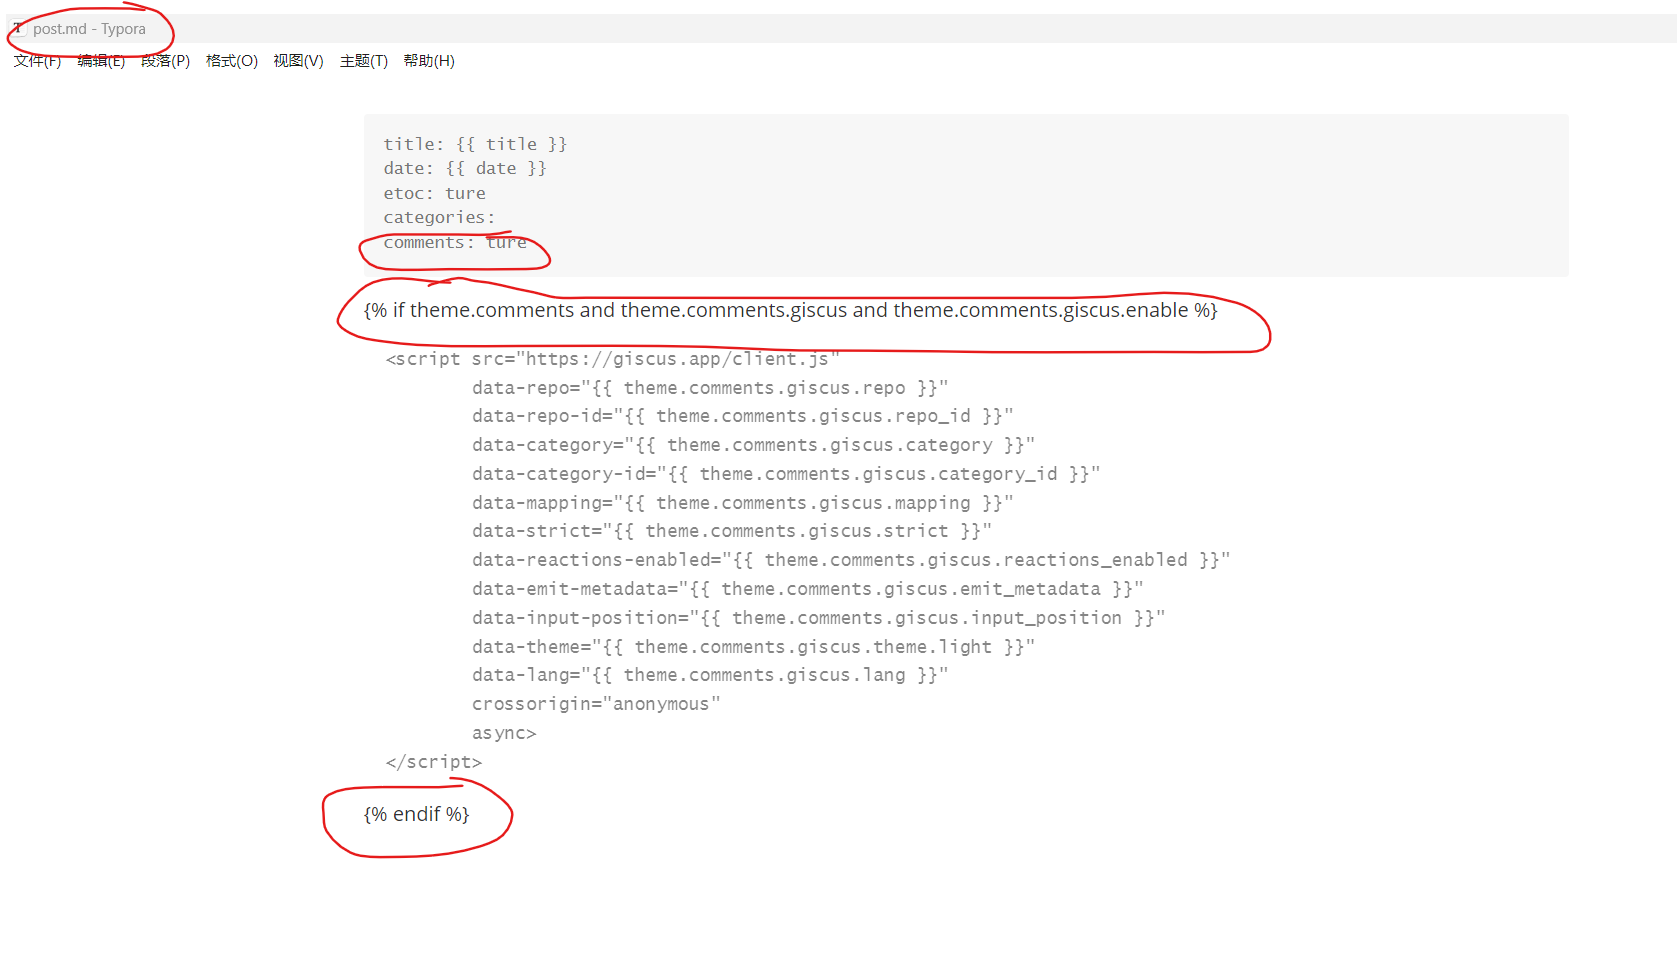 post.md - Typora
文件(F) 编辑(E) 段落(P) 格式(O) 视图(V) 主题(T) 帮助(H)
title: {{ title }}
date: {{ date }}
etoc: ture
categories:
comments: ture
{% if theme.comments and theme.comments.giscus and theme.comments.giscus.enable %}
<script src="https://giscus.app/client.js"
data-repo="{{ theme.comments.giscus.repo }}"
data-repo-id="{{ theme.comments.giscus.repo_id }}"
data-category="{{ theme.comments.giscus.category }}"
data-category-id="{{ theme.comments.giscus.category_id }}"
data-mapping="{{ theme.comments.giscus.mapping }}"
data-strict="{{ theme.comments.giscus.strict }}"
data-reactions-enabled="{{ theme.comments.giscus.reactions_enabled }}"
data-emit-metadata="{{ theme.comments.giscus.emit_metadata }}"
data-input-position="{{ theme.comments.giscus.input_position }}"
data-theme="{{ theme.comments.giscus.theme.light }}"
data-lang="{{ theme.comments.giscus.lang }}"
crossorigin="anonymous"
async>
</script>
{% endif %}